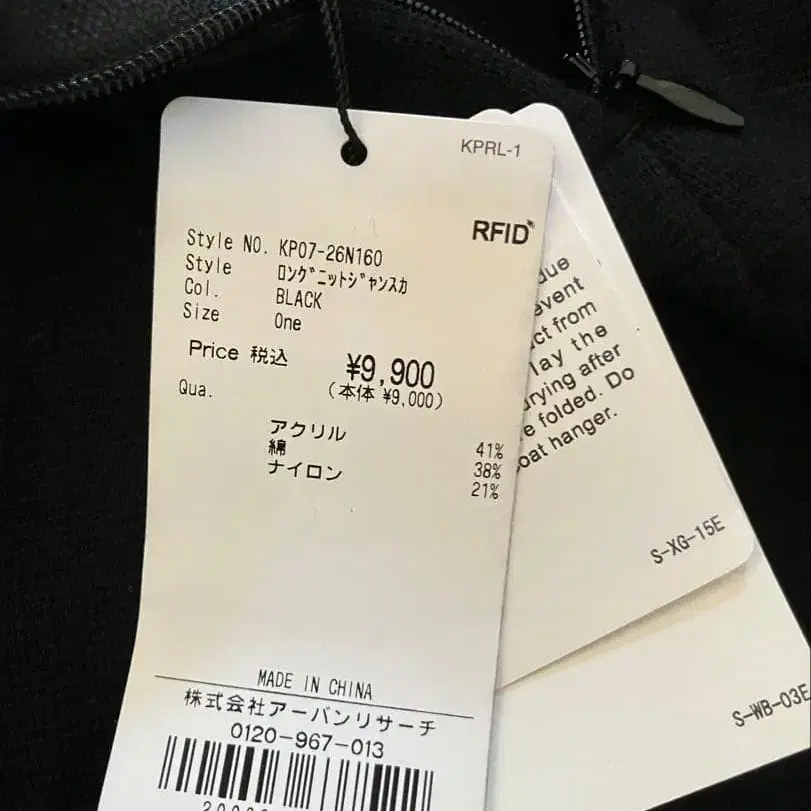 KPRL-1
RFID
Style NO. KP07-26N160
Style ﾛﾝｸﾞﾆｯﾄｼﾞｬﾝｽｶ
Col. BLACK
Size One
Price 税込 ¥9,900
(本体 ¥9,000)
Qua.
アクリル 41%
綿 38%
ナイロン 21%
MADE IN CHINA
株式会社アーバンリサーチ
0120-967-013
due
event
ct from
lay the
drying after
e folded. Do
oat hanger.
S-XG-15E
S-WB-03E